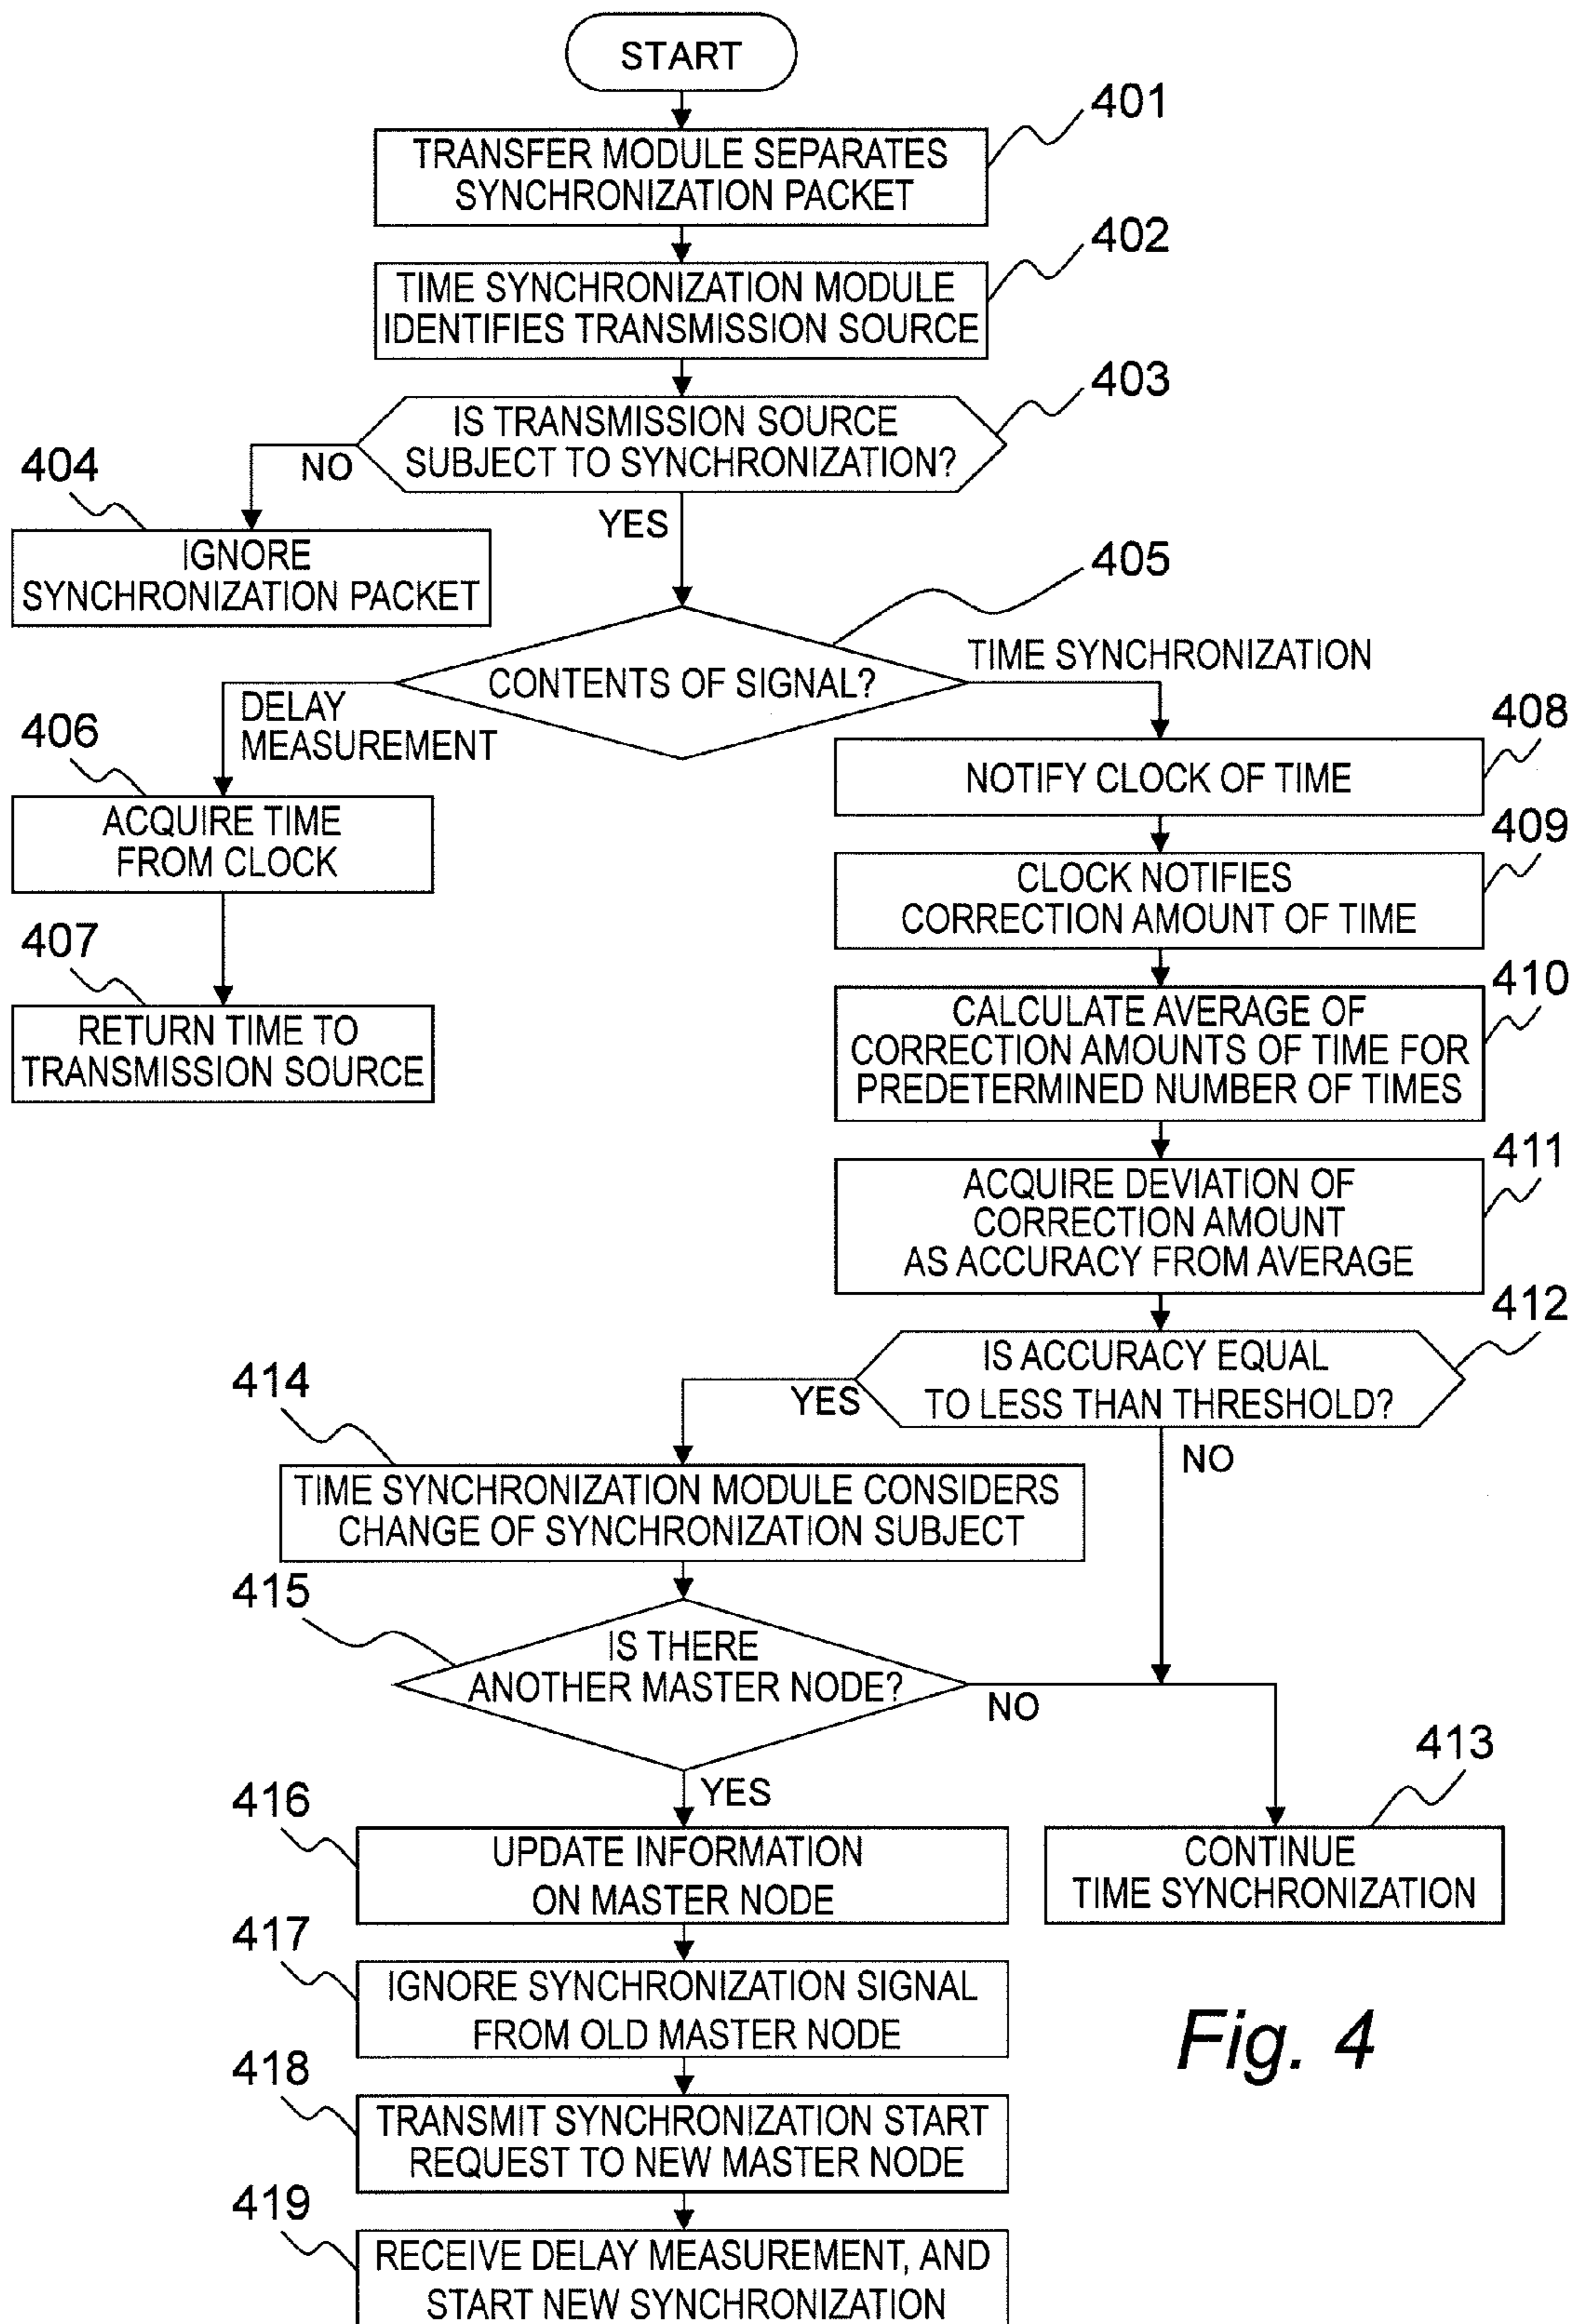 START
401
TRANSFER MODULE SEPARATES
SYNCHRONIZATION PACKET
402
TIME SYNCHRONIZATION MODULE
IDENTIFIES TRANSMISSION SOURCE
403
IS TRANSMISSION SOURCE
SUBJECT TO SYNCHRONIZATION?
NO
YES
404
IGNORE
SYNCHRONIZATION PACKET
405
CONTENTS OF SIGNAL?
DELAY
MEASUREMENT
TIME SYNCHRONIZATION
406
ACQUIRE TIME
FROM CLOCK
407
RETURN TIME TO
TRANSMISSION SOURCE
408
NOTIFY CLOCK OF TIME
409
CLOCK NOTIFIES
CORRECTION AMOUNT OF TIME
410
CALCULATE AVERAGE OF
CORRECTION AMOUNTS OF TIME FOR
PREDETERMINED NUMBER OF TIMES
411
ACQUIRE DEVIATION OF
CORRECTION AMOUNT
AS ACCURACY FROM AVERAGE
412
IS ACCURACY EQUAL
TO LESS THAN THRESHOLD?
YES
NO
414
TIME SYNCHRONIZATION MODULE CONSIDERS
CHANGE OF SYNCHRONIZATION SUBJECT
415
IS THERE
ANOTHER MASTER NODE?
NO
YES
413
CONTINUE
TIME SYNCHRONIZATION
416
UPDATE INFORMATION
ON MASTER NODE
417
IGNORE SYNCHRONIZATION SIGNAL
FROM OLD MASTER NODE
418
TRANSMIT SYNCHRONIZATION START
REQUEST TO NEW MASTER NODE
419
RECEIVE DELAY MEASUREMENT, AND
START NEW SYNCHRONIZATION
Fig. 4